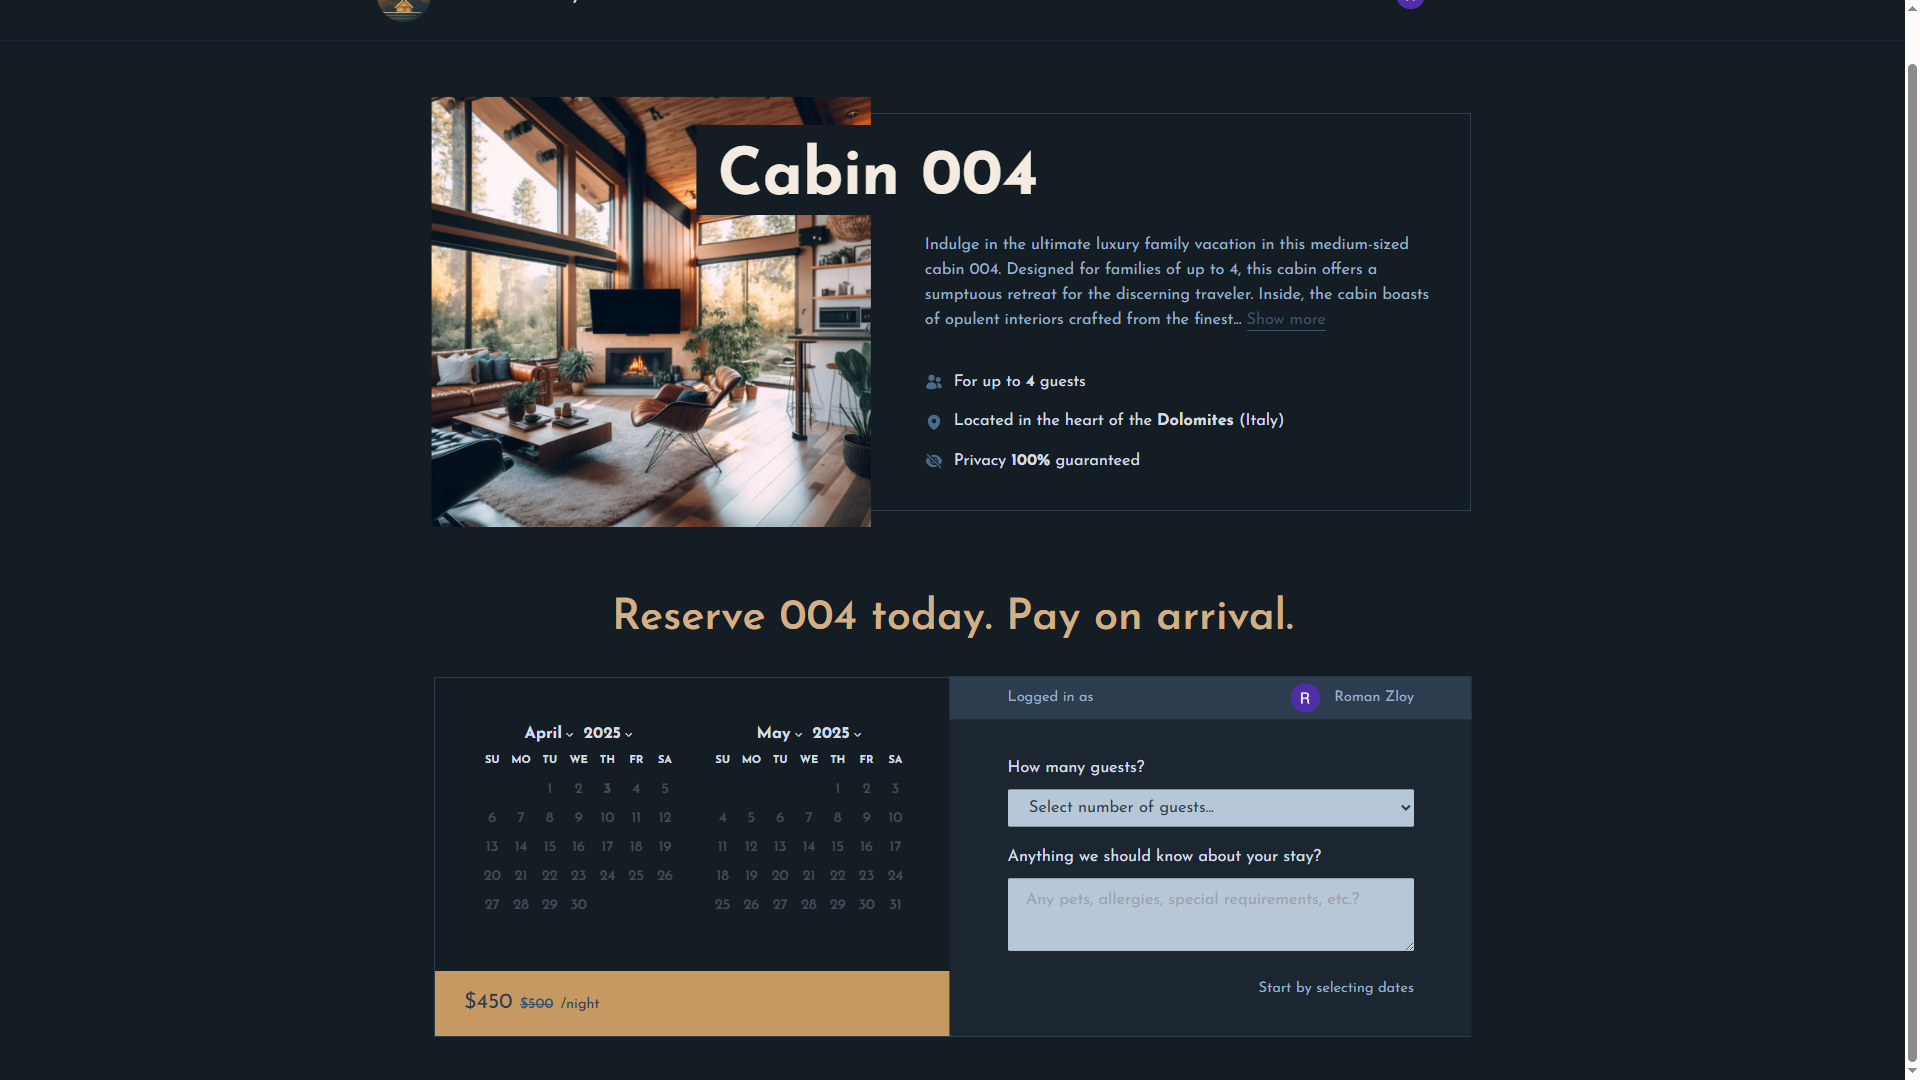 Cabin 004
Indulge in the ultimate luxury family vacation in this medium-sized
cabin 004. Designed for families of up to 4, this cabin offers a
sumptuous retreat for the discerning traveler. Inside, the cabin boasts
of opulent interiors crafted from the finest... Show more
For up to 4 guests
Located in the heart of the Dolomites (Italy)
Privacy 100% guaranteed
Reserve 004 today. Pay on arrival.
April 2025
SU MO TU WE TH FR SA
1 2 3 4 5
6 7 8 9 10 11 12
13 14 15 16 17 18 19
20 21 22 23 24 25 26
27 28 29 30
May 2025
SU MO TU WE TH FR SA
1 2 3
4 5 6 7 8 9 10
11 12 13 14 15 16 17
18 19 20 21 22 23 24
25 26 27 28 29 30 31
$450 $500 /night
Logged in as R Roman Zloy
How many guests?
Select number of guests...
Anything we should know about your stay?
Any pets, allergies, special requirements, etc.?
Start by selecting dates